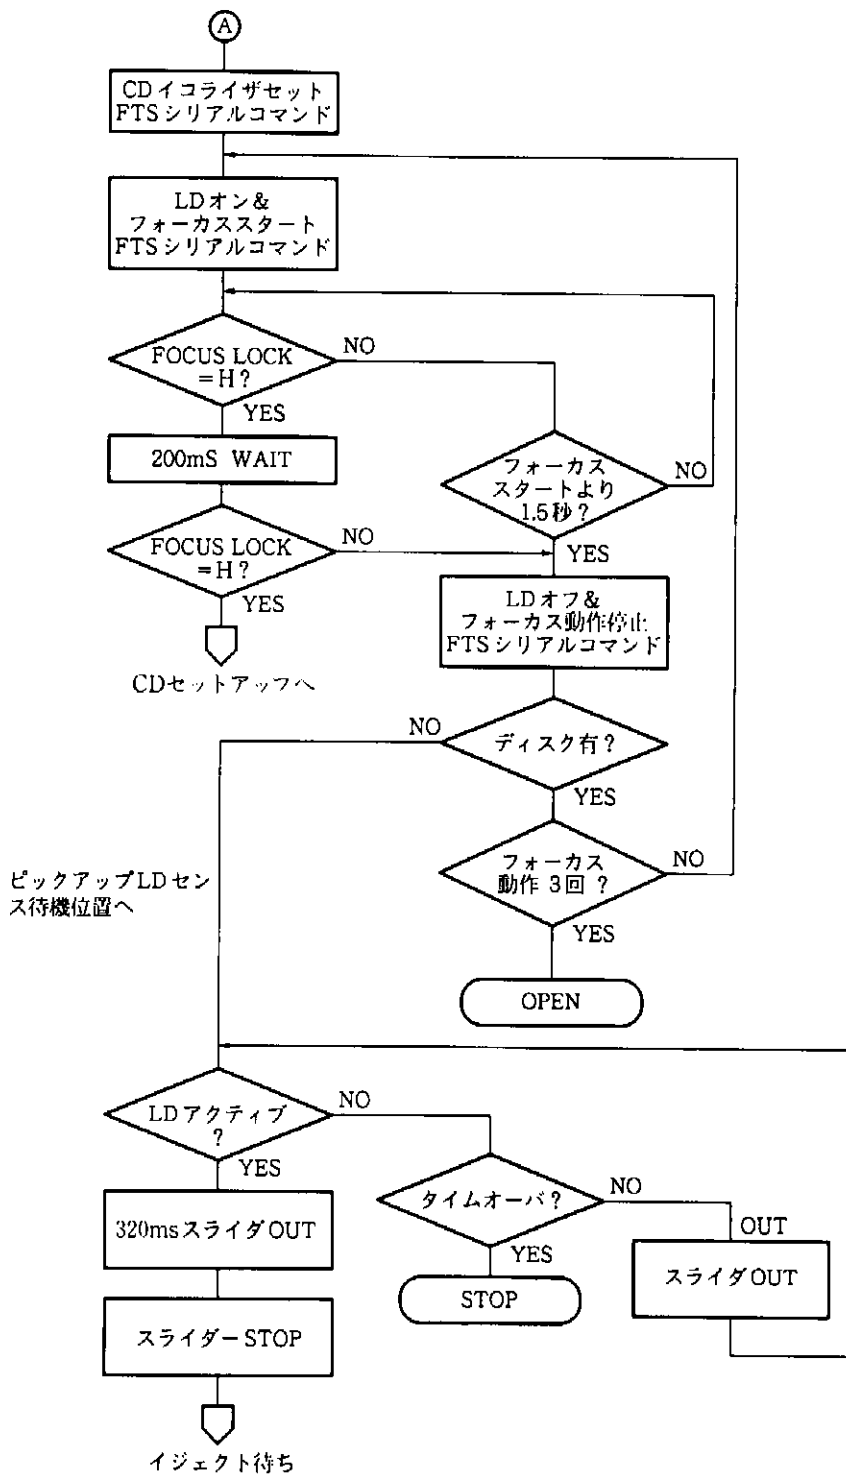 A
CDイコライザセット
FTSシリアルコマンド
LDオン&
フォーカススタート
FTSシリアルコマンド
FOCUS LOCK
=H?
NO
YES
200mS WAIT
フォーカス
スタートより
1.5秒?
NO
YES
FOCUS LOCK
=H?
NO
YES
CDセットアップへ
LDオフ&
フォーカス動作停止
FTSシリアルコマンド
ディスク有?
NO
YES
フォーカス
動作 3回 ?
NO
YES
OPEN
ピックアップLDセン
ス待機位置へ
LDアクティブ
?
NO
YES
タイムオーバ?
NO
YES
STOP
OUT
スライダOUT
320msスライダOUT
スライダーSTOP
イジェクト待ち